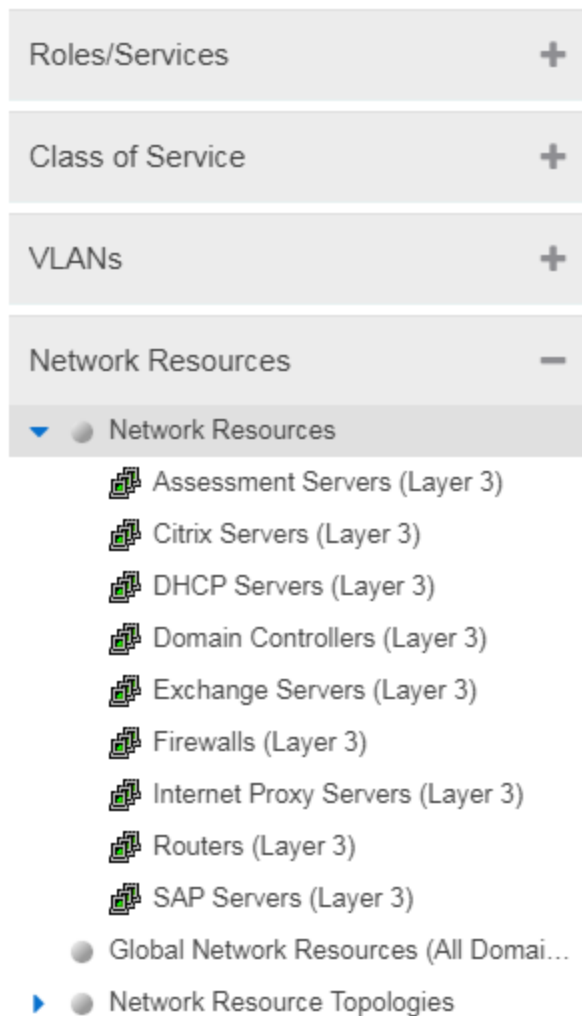 Roles/Services
Class of Service
VLANs
Network Resources
Network Resources
Assessment Servers (Layer 3)
Citrix Servers (Layer 3)
DHCP Servers (Layer 3)
Domain Controllers (Layer 3)
Exchange Servers (Layer 3)
Firewalls (Layer 3)
Internet Proxy Servers (Layer 3)
Routers (Layer 3)
SAP Servers (Layer 3)
Global Network Resources (All Domai...
Network Resource Topologies